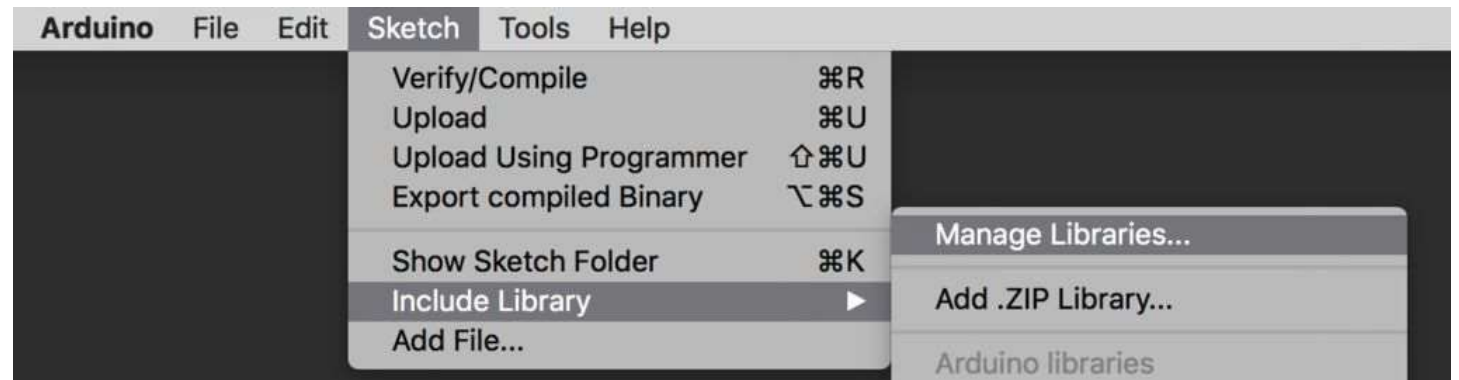 Arduino File Edit Sketch Tools Help
Verify/Compile ⌘R
Upload ⌘U
Upload Using Programmer ⇧⌘U
Export compiled Binary ⌥⌘S
Show Sketch Folder ⌘K
Include Library ▶
Add File...
Manage Libraries...
Add .ZIP Library...
Arduino libraries